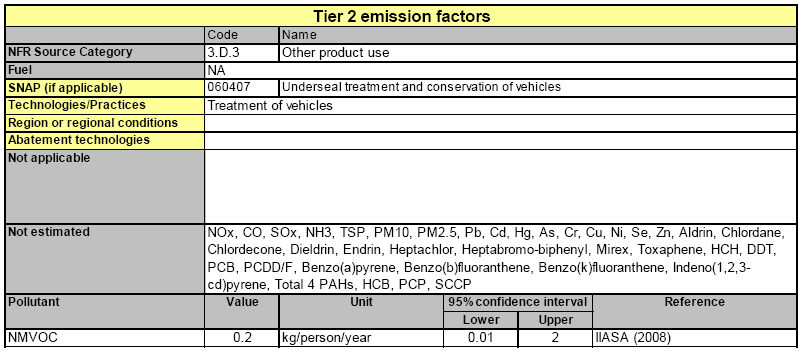 Tier 2 emission factors
Code Name
NFR Source Category 3.D.3 Other product use
Fuel NA
SNAP (if applicable) 060407 Underseal treatment and conservation of vehicles
Technologies/Practices Treatment of vehicles
Region or regional conditions
Abatement technologies
Not applicable
Not estimated NOx, CO, SOx, NH3, TSP, PM10, PM2.5, Pb, Cd, Hg, As, Cr, Cu, Ni, Se, Zn, Aldrin, Chlordane,
Chlordecone, Dieldrin, Endrin, Heptachlor, Heptabromo-biphenyl, Mirex, Toxaphene, HCH, DDT,
PCB, PCDD/F, Benzo(a)pyrene, Benzo(b)fluoranthene, Benzo(k)fluoranthene, Indeno(1,2,3-
cd)pyrene, Total 4 PAHs, HCB, PCP, SCCP
Pollutant Value Unit 95% confidence interval Reference
Lower Upper
NMVOC 0.2 kg/person/year 0.01 2 IIASA (2008)